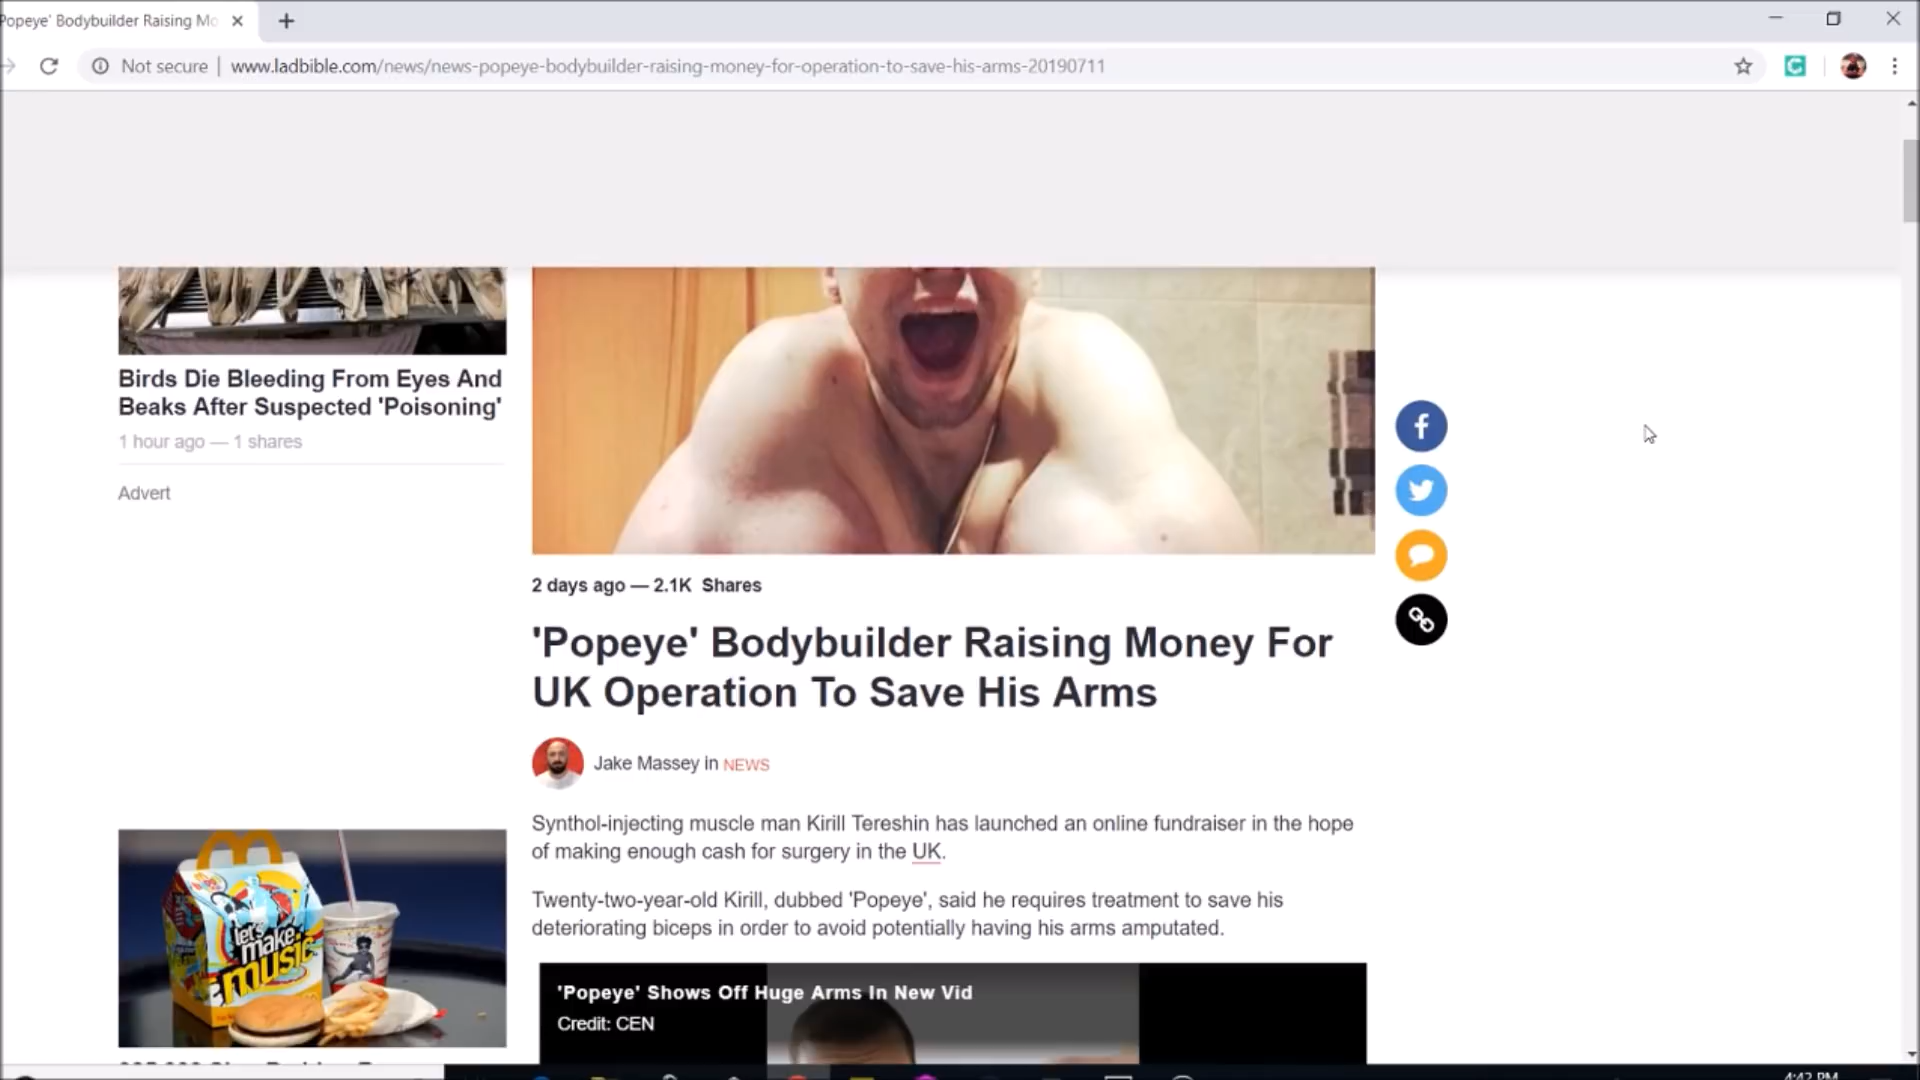 Popeye' Bodybuilder Raising Mo
Not secure | www.ladbible.com/news/news-popeye-bodybuilder-raising-money-for-operation-to-save-his-arms-20190711
Birds Die Bleeding From Eyes And
Beaks After Suspected 'Poisoning'
1 hour ago — 1 shares
Advert
let's
make
music
2 days ago — 2.1K Shares
'Popeye' Bodybuilder Raising Money For
UK Operation To Save His Arms
Jake Massey in NEWS
Synthol-injecting muscle man Kirill Tereshin has launched an online fundraiser in the hope
of making enough cash for surgery in the UK.
Twenty-two-year-old Kirill, dubbed 'Popeye', said he requires treatment to save his
deteriorating biceps in order to avoid potentially having his arms amputated.
'Popeye' Shows Off Huge Arms In New Vid
Credit: CEN
4:42 PM